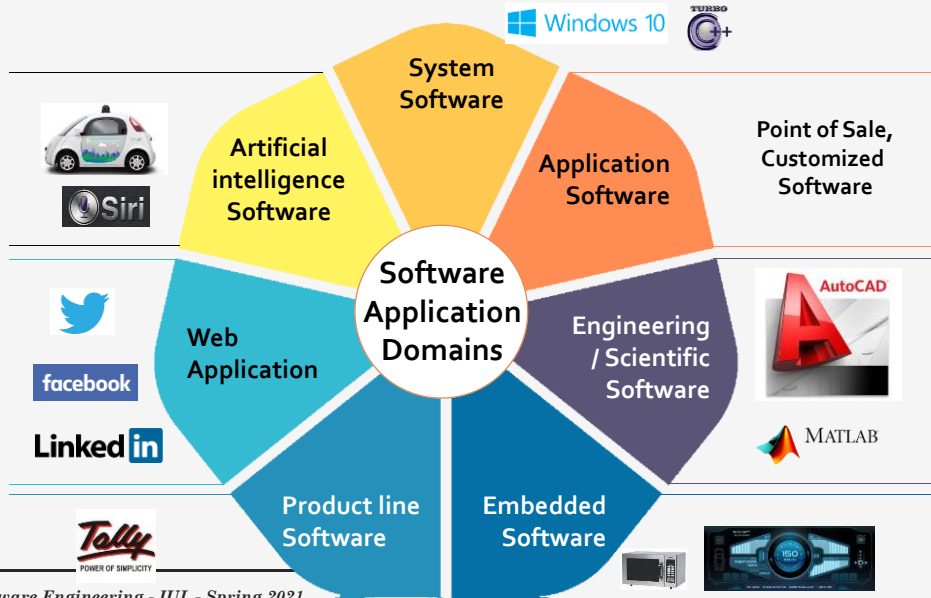 Windows 10
TURBO
C++
System
Software
Artificial
intelligence
Software
Siri
Application
Software
Point of Sale,
Customized
Software
Software
Application
Domains
Web
Application
facebook
Linked in
Engineering
/ Scientific
Software
AutoCAD
MATLAB
Product line
Software
Tally
POWER OF SIMPLICITY
Embedded
Software
150
ware Engineering - IUL - Spring 2021